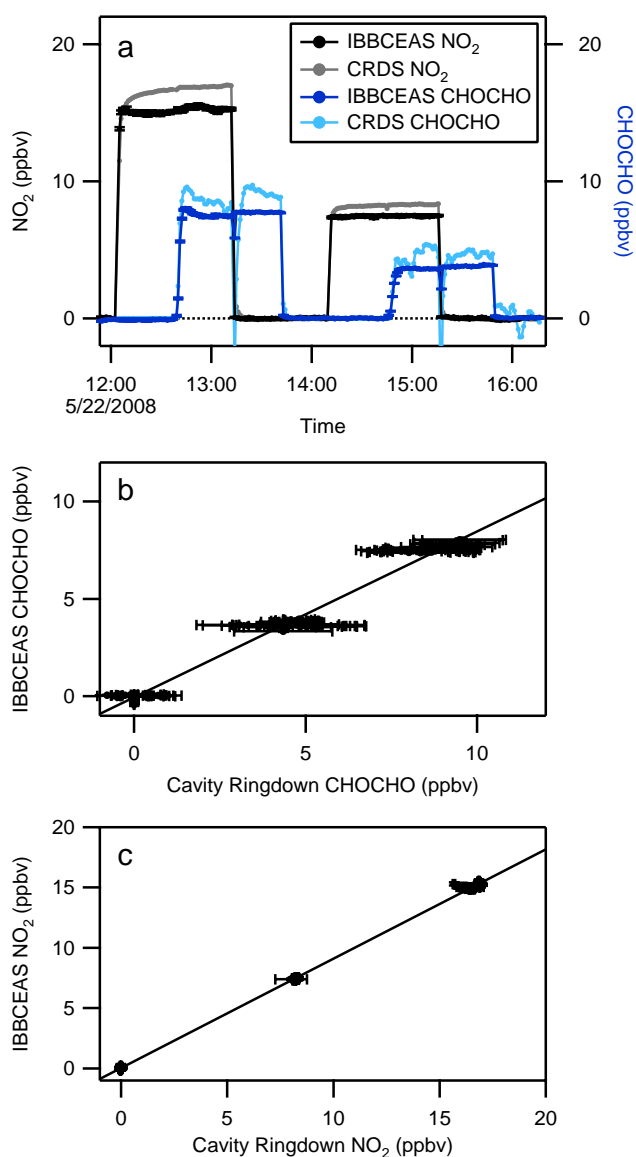 a
IBBCEAS NO2
CRDS NO2
IBBCEAS CHOCHO
CRDS CHOCHO
20
10
0
NO2 (ppbv)
20
10
0
CHOCHO (ppbv)
12:00 13:00 14:00 15:00 16:00
5/22/2008
Time
b
10
5
0
IBBCEAS CHOCHO (ppbv)
0 5 10
Cavity Ringdown CHOCHO (ppbv)
c
20
15
10
5
0
IBBCEAS NO2 (ppbv)
0 5 10 15 20
Cavity Ringdown NO2 (ppbv)